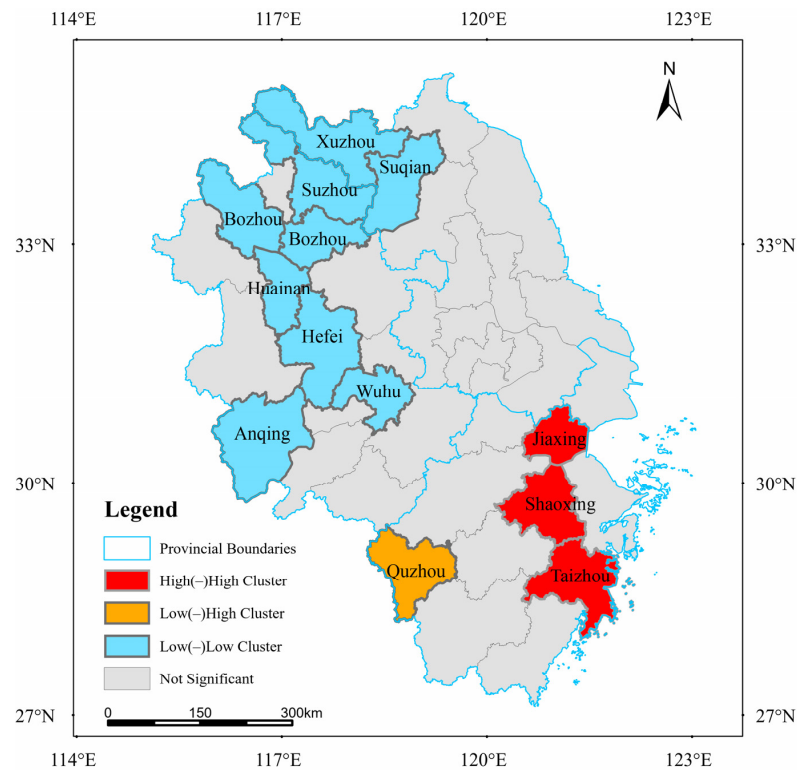 114°E 117°E 120°E 123°E
N
Xuzhou
Suqian
Suzhou
Bozhou
Bozhou
33°N 33°N
Huainan
Hefei
Wuhu
Anqing
Jiaxing
30°N 30°N
Shaoxing
Legend
Provincial Boundaries
Quzhou
Taizhou
High(–)High Cluster
Low(–)High Cluster
Low(–)Low Cluster
Not Significant
0 150 300km
27°N 27°N
114°E 117°E 120°E 123°E